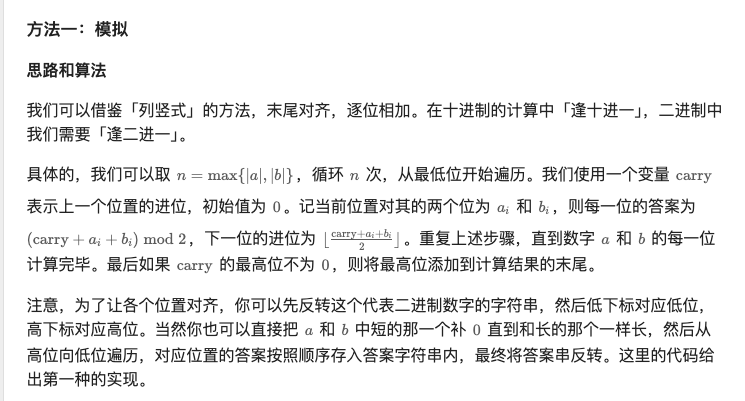 方法一：模拟
思路和算法
我们可以借鉴「列竖式」的方法，末尾对齐，逐位相加。在十进制的计算中「逢十进一」，二进制中
我们需要「逢二进一」。
具体的，我们可以取 n = max{|a|, |b|}，循环 n 次，从最低位开始遍历。我们使用一个变量 carry
表示上一个位置的进位，初始值为 0。记当前位置对其的两个位为 aᵢ 和 bᵢ，则每一位的答案为
(carry + aᵢ + bᵢ) mod 2，下一位的进位为 ⌊(carry+aᵢ+bᵢ)/2⌋。重复上述步骤，直到数字 a 和 b 的每一位
计算完毕。最后如果 carry 的最高位不为 0，则将最高位添加到计算结果的末尾。
注意，为了让各个位置对齐，你可以先反转这个代表二进制数字的字符串，然后低下标对应低位，
高下标对应高位。当然你也可以直接把 a 和 b 中短的那一个补 0 直到和长的那个一样长，然后从
高位向低位遍历，对应位置的答案按照顺序存入答案字符串内，最终将答案串反转。这里的代码给
出第一种的实现。